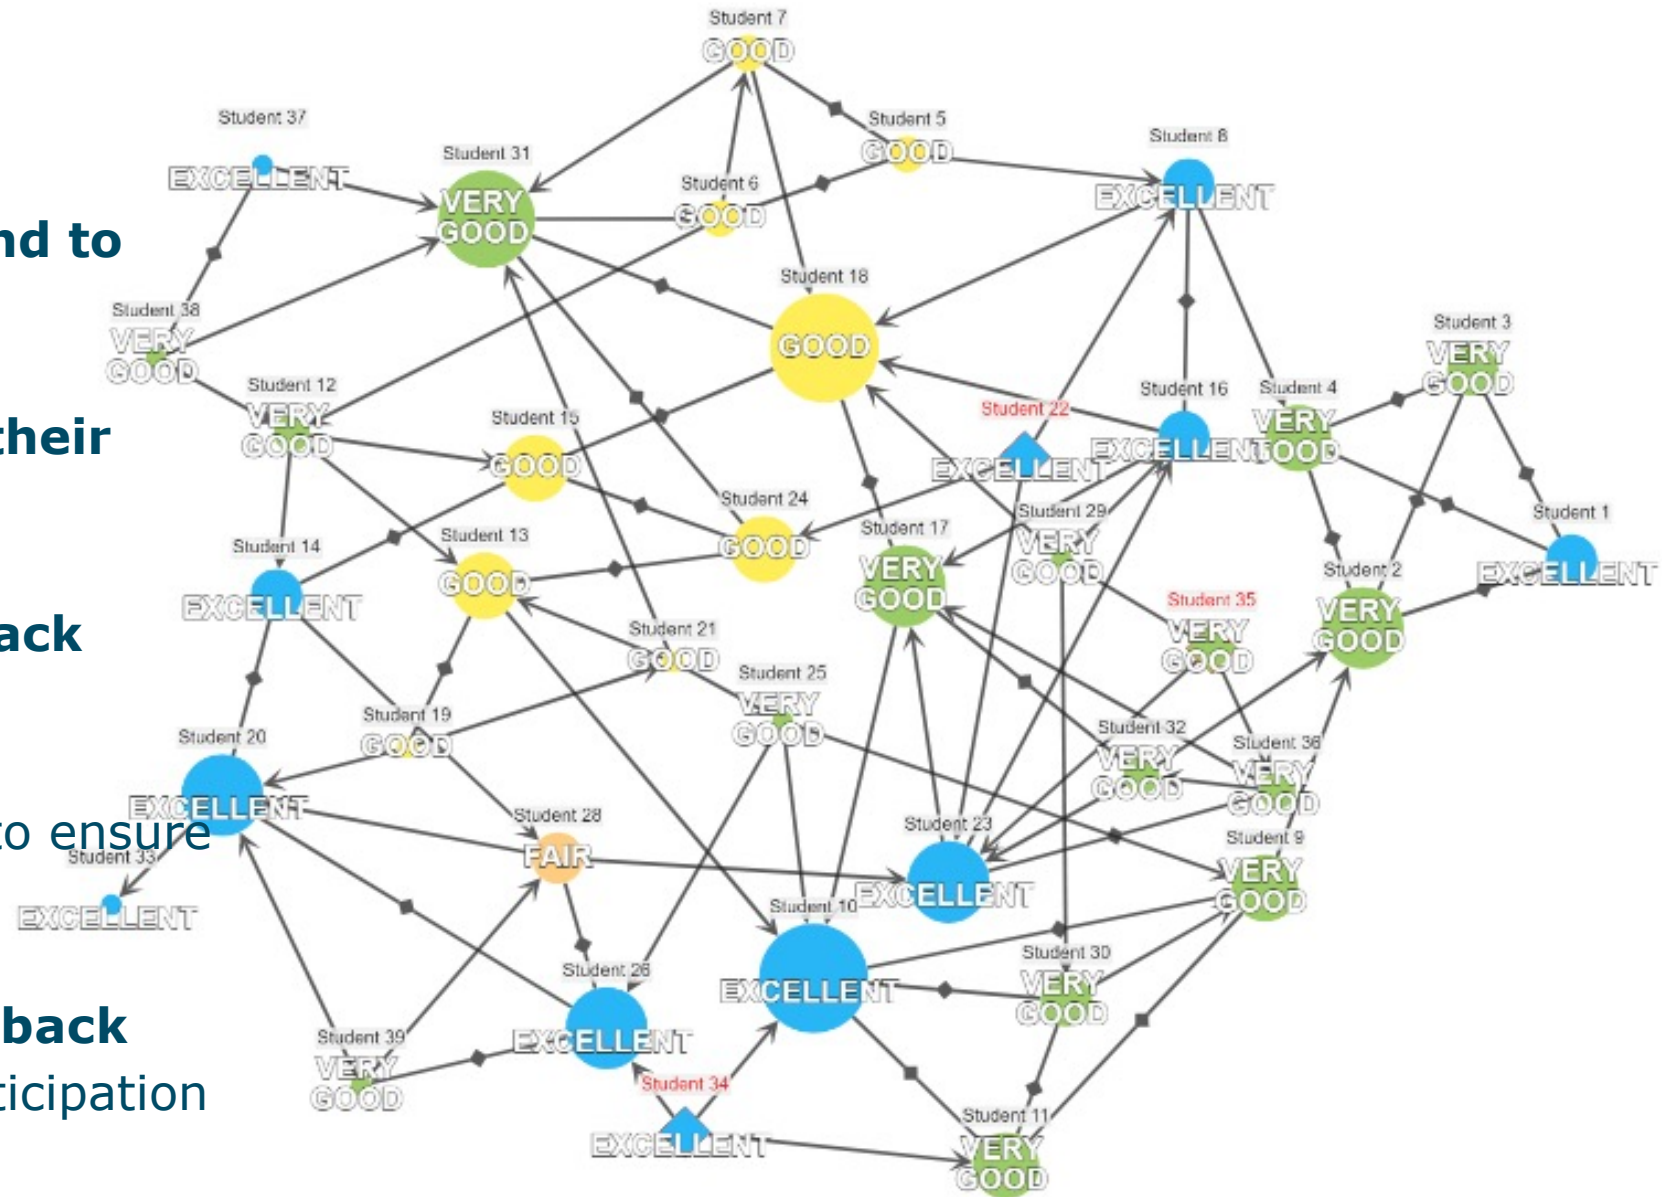 Student 7
GOOD
Student 5
GOOD
Student 37
EXCELLENT
Student 8
EXCELLENT
Student 31
VERY
GOOD
Student 6
GOOD
nd to
Student 18
GOOD
Student 38
VERY
GOOD
Student 3
VERY
GOOD
Student 12
VERY
GOOD
Student 16
EXCELLENT
Student 4
VERY
GOOD
Student 22
EXCELLENT
their
Student 15
GOOD
Student 24
GOOD
Student 29
VERY
GOOD
Student 17
VERY
GOOD
Student 1
EXCELLENT
Student 14
EXCELLENT
Student 13
GOOD
Student 2
VERY
GOOD
Student 35
VERY
GOOD
ack
Student 21
GOOD
Student 25
VERY
GOOD
Student 19
GOOD
Student 20
EXCELLENT
Student 32
VERY
GOOD
Student 36
VERY
GOOD
to ensure
Student 28
FAIR
Student 23
EXCELLENT
Student 9
VERY
GOOD
Student 33
EXCELLENT
Student 10
EXCELLENT
Student 30
VERY
GOOD
Student 26
EXCELLENT
back
Student 39
VERY
GOOD
ticipation
Student 34
EXCELLENT
Student 11
VERY
GOOD